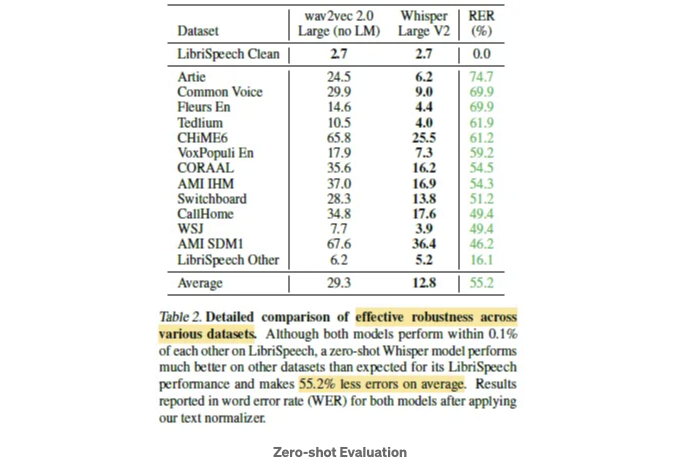 Dataset wav2vec 2.0 Large (no LM) Whisper Large V2 RER (%)
LibriSpeech Clean 2.7 2.7 0.0
Artie 24.5 6.2 74.7
Common Voice 29.9 9.0 69.9
Fleurs En 14.6 4.4 69.9
Tedlium 10.5 4.0 61.9
CHiME6 65.8 25.5 61.2
VoxPopuli En 17.9 7.3 59.2
CORAAL 35.6 16.2 54.5
AMI IHM 37.0 16.9 54.3
Switchboard 28.3 13.8 51.2
CallHome 34.8 17.6 49.4
WSJ 7.7 3.9 49.4
AMI SDM1 67.6 36.4 46.2
LibriSpeech Other 6.2 5.2 16.1
Average 29.3 12.8 55.2
Table 2. Detailed comparison of effective robustness across
various datasets. Although both models perform within 0.1%
of each other on LibriSpeech, a zero-shot Whisper model performs
much better on other datasets than expected for its LibriSpeech
performance and makes 55.2% less errors on average. Results
reported in word error rate (WER) for both models after applying
our text normalizer.
Zero-shot Evaluation